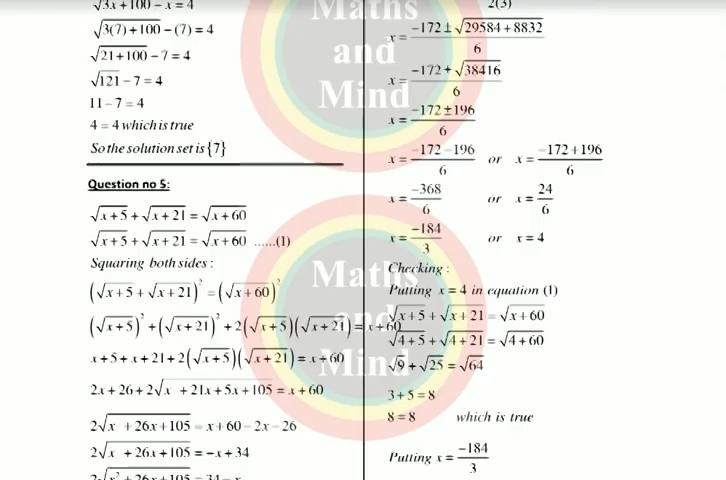 √3x+100 − x = 4
√3(7)+100 − (7) = 4
√21+100 − 7 = 4
√121 − 7 = 4
11 − 7 = 4
4 = 4 which is true
So the solution set is {7}
Question no 5:
√x+5 + √x+21 = √x+60
√x+5 + √x+21 = √x+60 ......(1)
Squaring both sides :
(√x+5 + √x+21)² = (√x+60)²
(√x+5)² + (√x+21)² + 2(√x+5)(√x+21) = x+60
x+5+x+21+2(√x+5)(√x+21) = x+60
2x+26+2√x +21x+5x+105 = x+60
2√x +26x+105 = x+60−2x−26
2√x +26x+105 = −x+34
2√x²+26x+105 = 34−x
2(3)
x = −172±√29584+8832 / 6
x = −172+√38416 / 6
x = −172±196 / 6
x = −172−196 / 6 or x = −172+196 / 6
x = −368 / 6 or x = 24 / 6
x = −184 / 3 or x = 4
Checking :
Putting x = 4 in equation (1)
√x+5 + √x+21 = √x+60
√4+5 + √4+21 = √4+60
√9 + √25 = √64
3+5=8
8=8 which is true
Putting x = −184 / 3
Maths
and
Mind
Maths
and
Mind